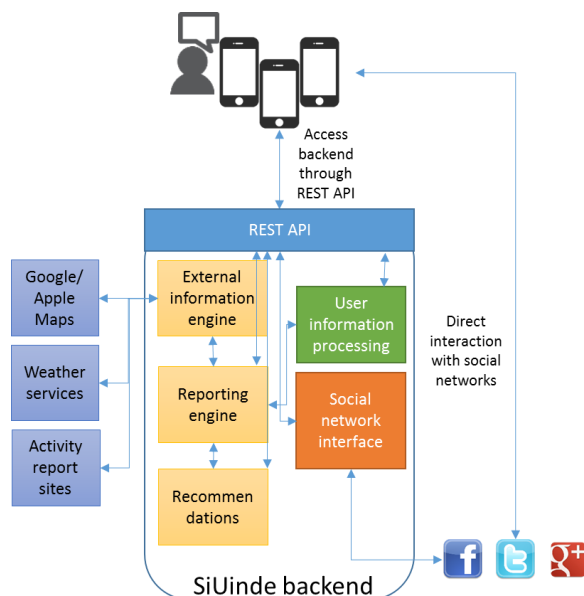 Access
backend
through
REST API
REST API
Google/
Apple
Maps
External
information
engine
User
information
processing
Direct
interaction
with social
networks
Weather
services
Reporting
engine
Social
network
interface
Activity
report
sites
Recommen
dations
f
t
g+
SiUinde backend